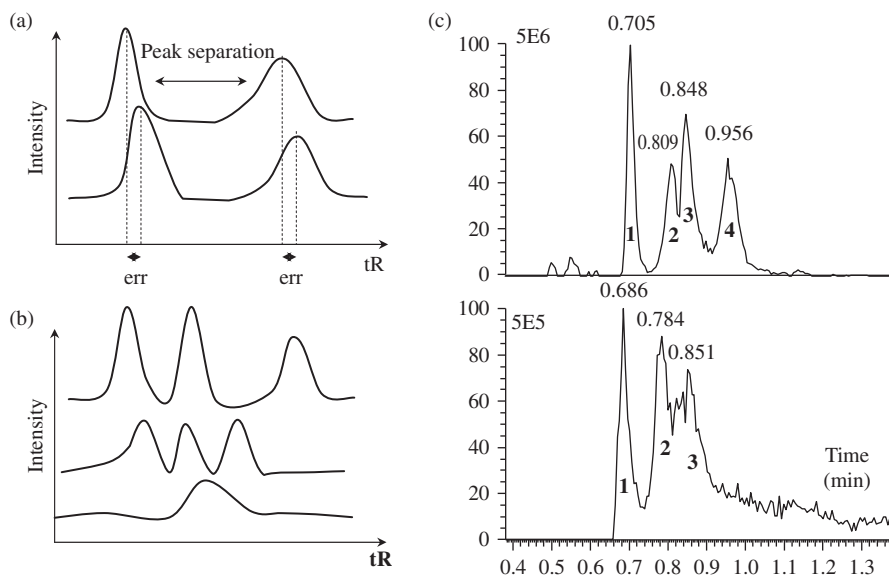 (a)
Intensity
Peak separation
err
err
tR
(b)
Intensity
tR
(c)
5E6
0.705
0.809
0.848
0.956
100
80
60
40
20
0
1
2
3
4
5E5
0.686
0.784
0.851
100
80
60
40
20
0
1
2
3
Time
(min)
0.4 0.5 0.6 0.7 0.8 0.9 1.0 1.1 1.2 1.3